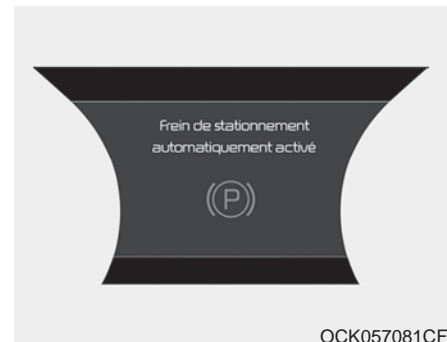 Frein de stationnement
automatiquement activé
(P)
OCK057081CF